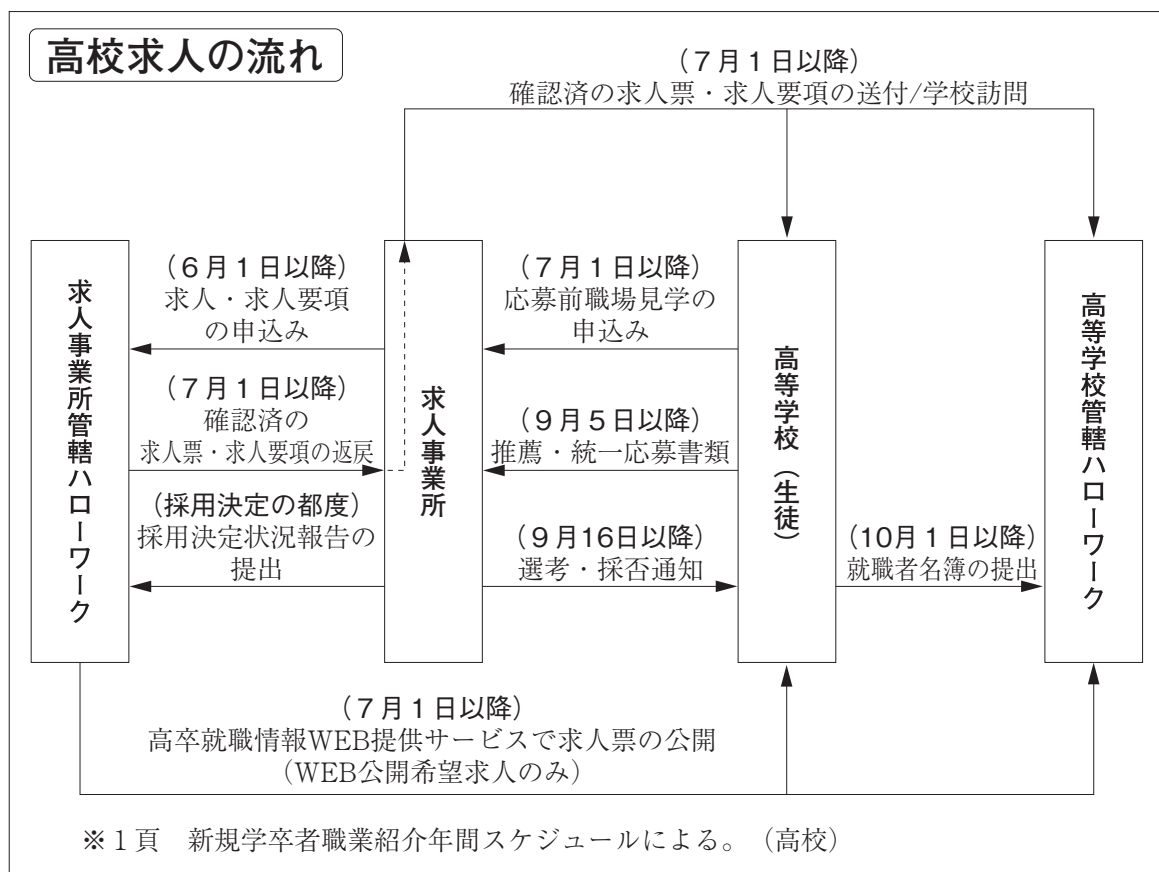 高校求人の流れ
（７月１日以降）
確認済の求人票・求人要項の送付/学校訪問
求人事業所管轄ハローワーク
（６月１日以降）
求人・求人要項
の申込み
（７月１日以降）
確認済の
求人票・求人要項の返戻
（採用決定の都度）
採用決定状況報告の
提出
求人事業所
（７月１日以降）
応募前職場見学の
申込み
（９月５日以降）
推薦・統一応募書類
（９月16日以降）
選考・採否通知
高等学校（生徒）
（10月１日以降）
就職者名簿の提出
高等学校管轄ハローワーク
（７月１日以降）
高卒就職情報WEB提供サービスで求人票の公開
（WEB公開希望求人のみ）
※１頁　新規学卒者職業紹介年間スケジュールによる。（高校）